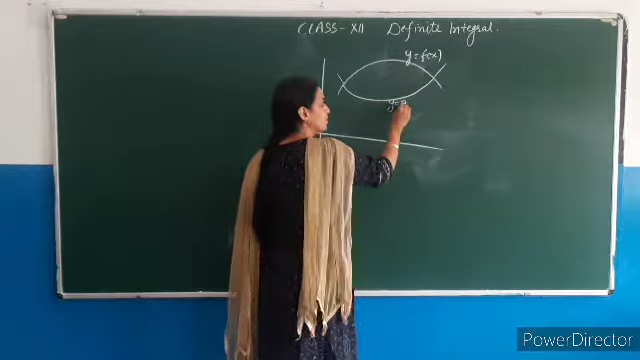 CLASS-XII Definite Integral.
y=f(x)
y=
PowerDirector